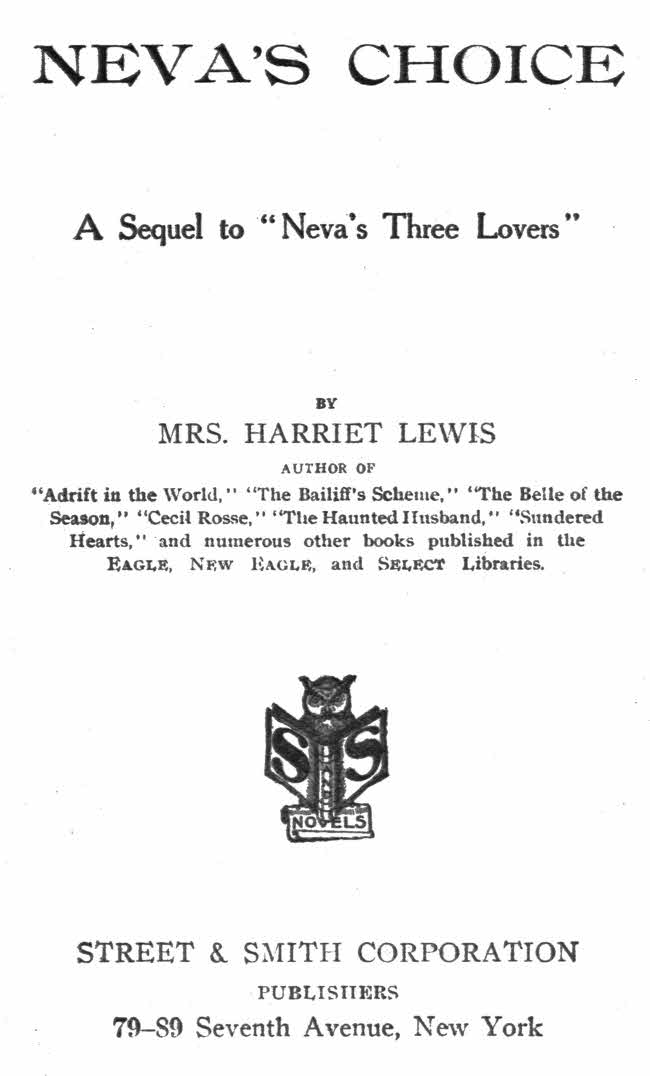 NEVA'S CHOICE
A Sequel to "Neva's Three Lovers"
BY
MRS. HARRIET LEWIS
AUTHOR OF
"Adrift in the World," "The Bailiff's Scheme," "The Belle of the
Season," "Cecil Rosse," "The Haunted Husband," "Sundered
Hearts," and numerous other books published in the
EAGLE, NEW EAGLE, and SELECT Libraries.
S AND S
NOVELS
STREET & SMITH CORPORATION
PUBLISHERS
79–89 Seventh Avenue, New York